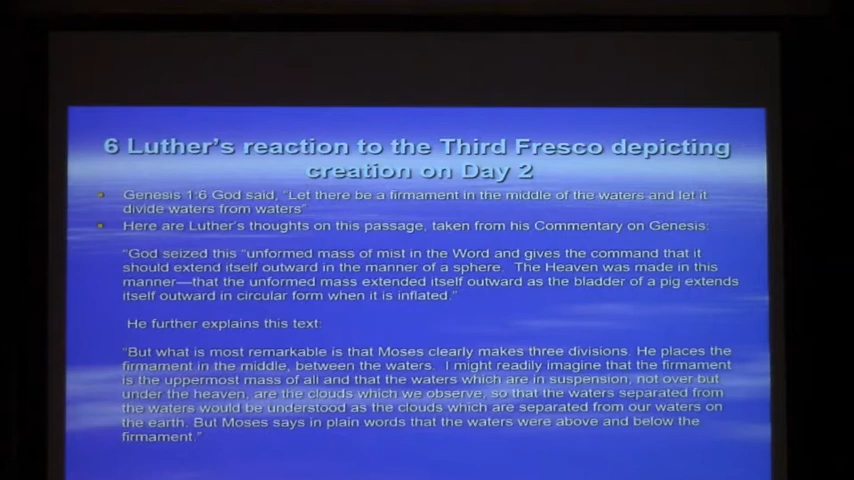 6 Luther's reaction to the Third Fresco depicting
creation on Day 2
Genesis 1:6 God said, "Let there be a firmament in the middle of the waters and let it
divide waters from waters"
Here are Luther's thoughts on this passage, taken from his Commentary on Genesis:
"God seized this "unformed mass of mist in the Word and gives the command that it
should extend itself outward in the manner of a sphere. The Heaven was made in this
manner—that the unformed mass extended itself outward as the bladder of a pig extends
itself outward in circular form when it is inflated."
He further explains this text:
"But what is most remarkable is that Moses clearly makes three divisions. He places the
firmament in the middle, between the waters. I might readily imagine that the firmament
is the uppermost mass of all and that the waters which are in suspension, not over but
under the heaven, are the clouds which we observe, so that the waters separated from
the waters would be understood as the clouds which are separated from our waters on
the earth. But Moses says in plain words that the waters were above and below the
firmament."